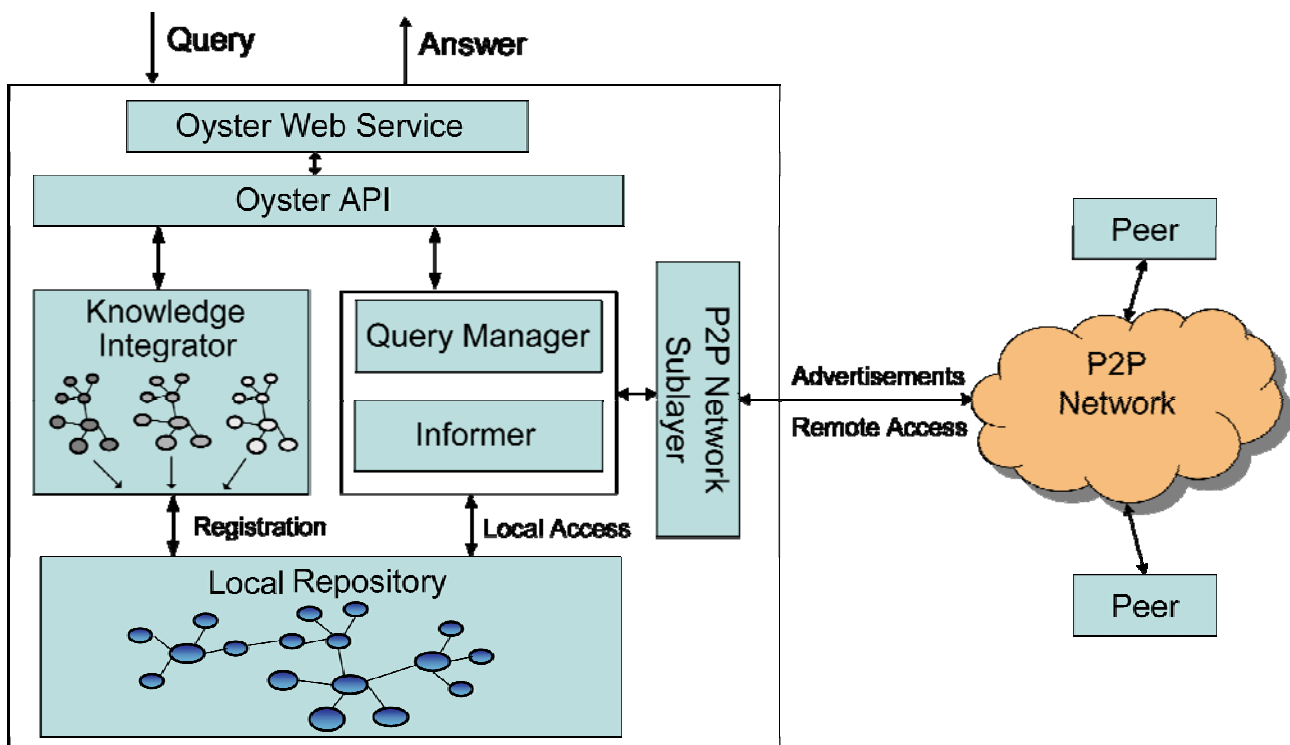 Query
Answer
Oyster Web Service
Oyster API
Knowledge
Integrator
Query Manager
Informer
P2P Network
Sublayer
Registration
Local Access
Local Repository
Advertisements
Remote Access
Peer
P2P
Network
Peer